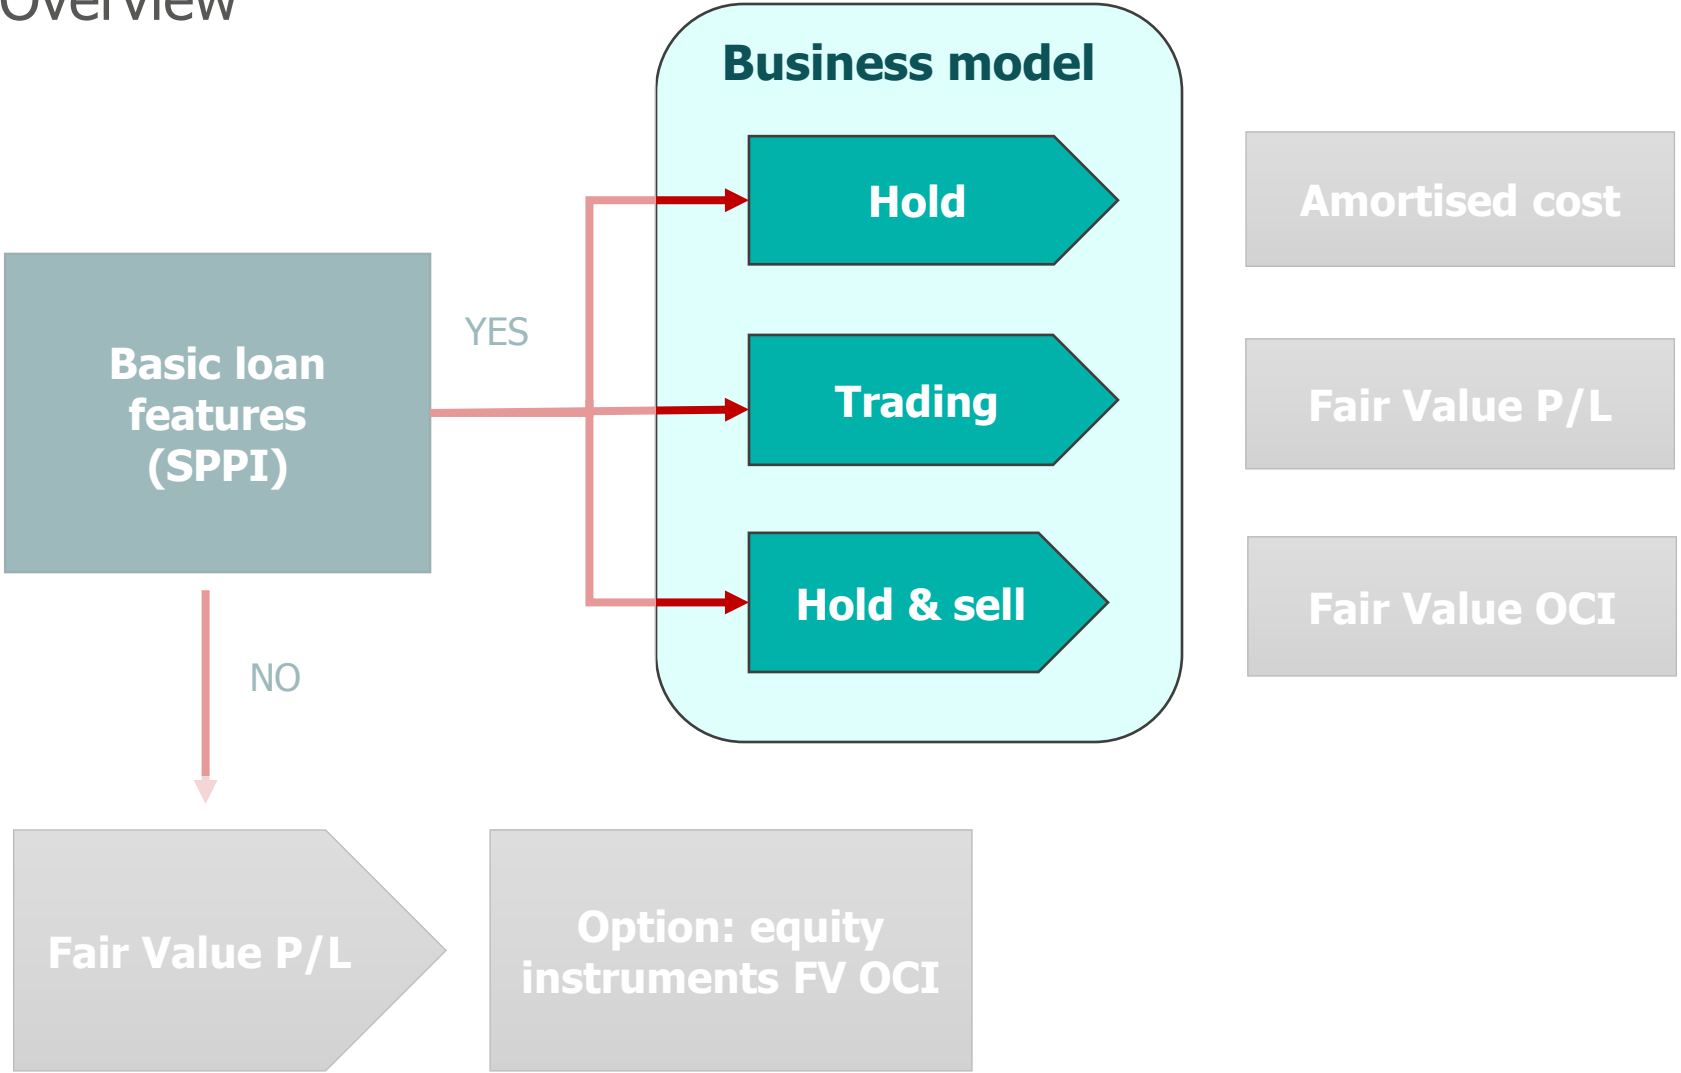 Overview
Business model
Hold
Amortised cost
YES
Basic loan
features
(SPPI)
Trading
Fair Value P/L
Hold & sell
Fair Value OCI
NO
Fair Value P/L
Option: equity
instruments FV OCI